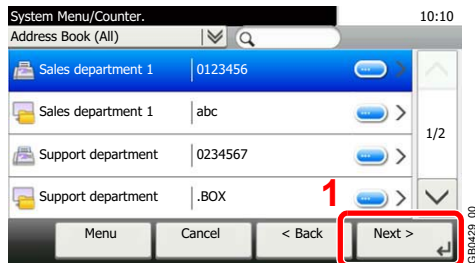 System Menu/Counter. 10:10
Address Book (All)
Sales department 1 0123456
Sales department 1 abc
1/2
Support department 0234567
Support department .BOX 1
Menu Cancel < Back Next >
GB0429_00